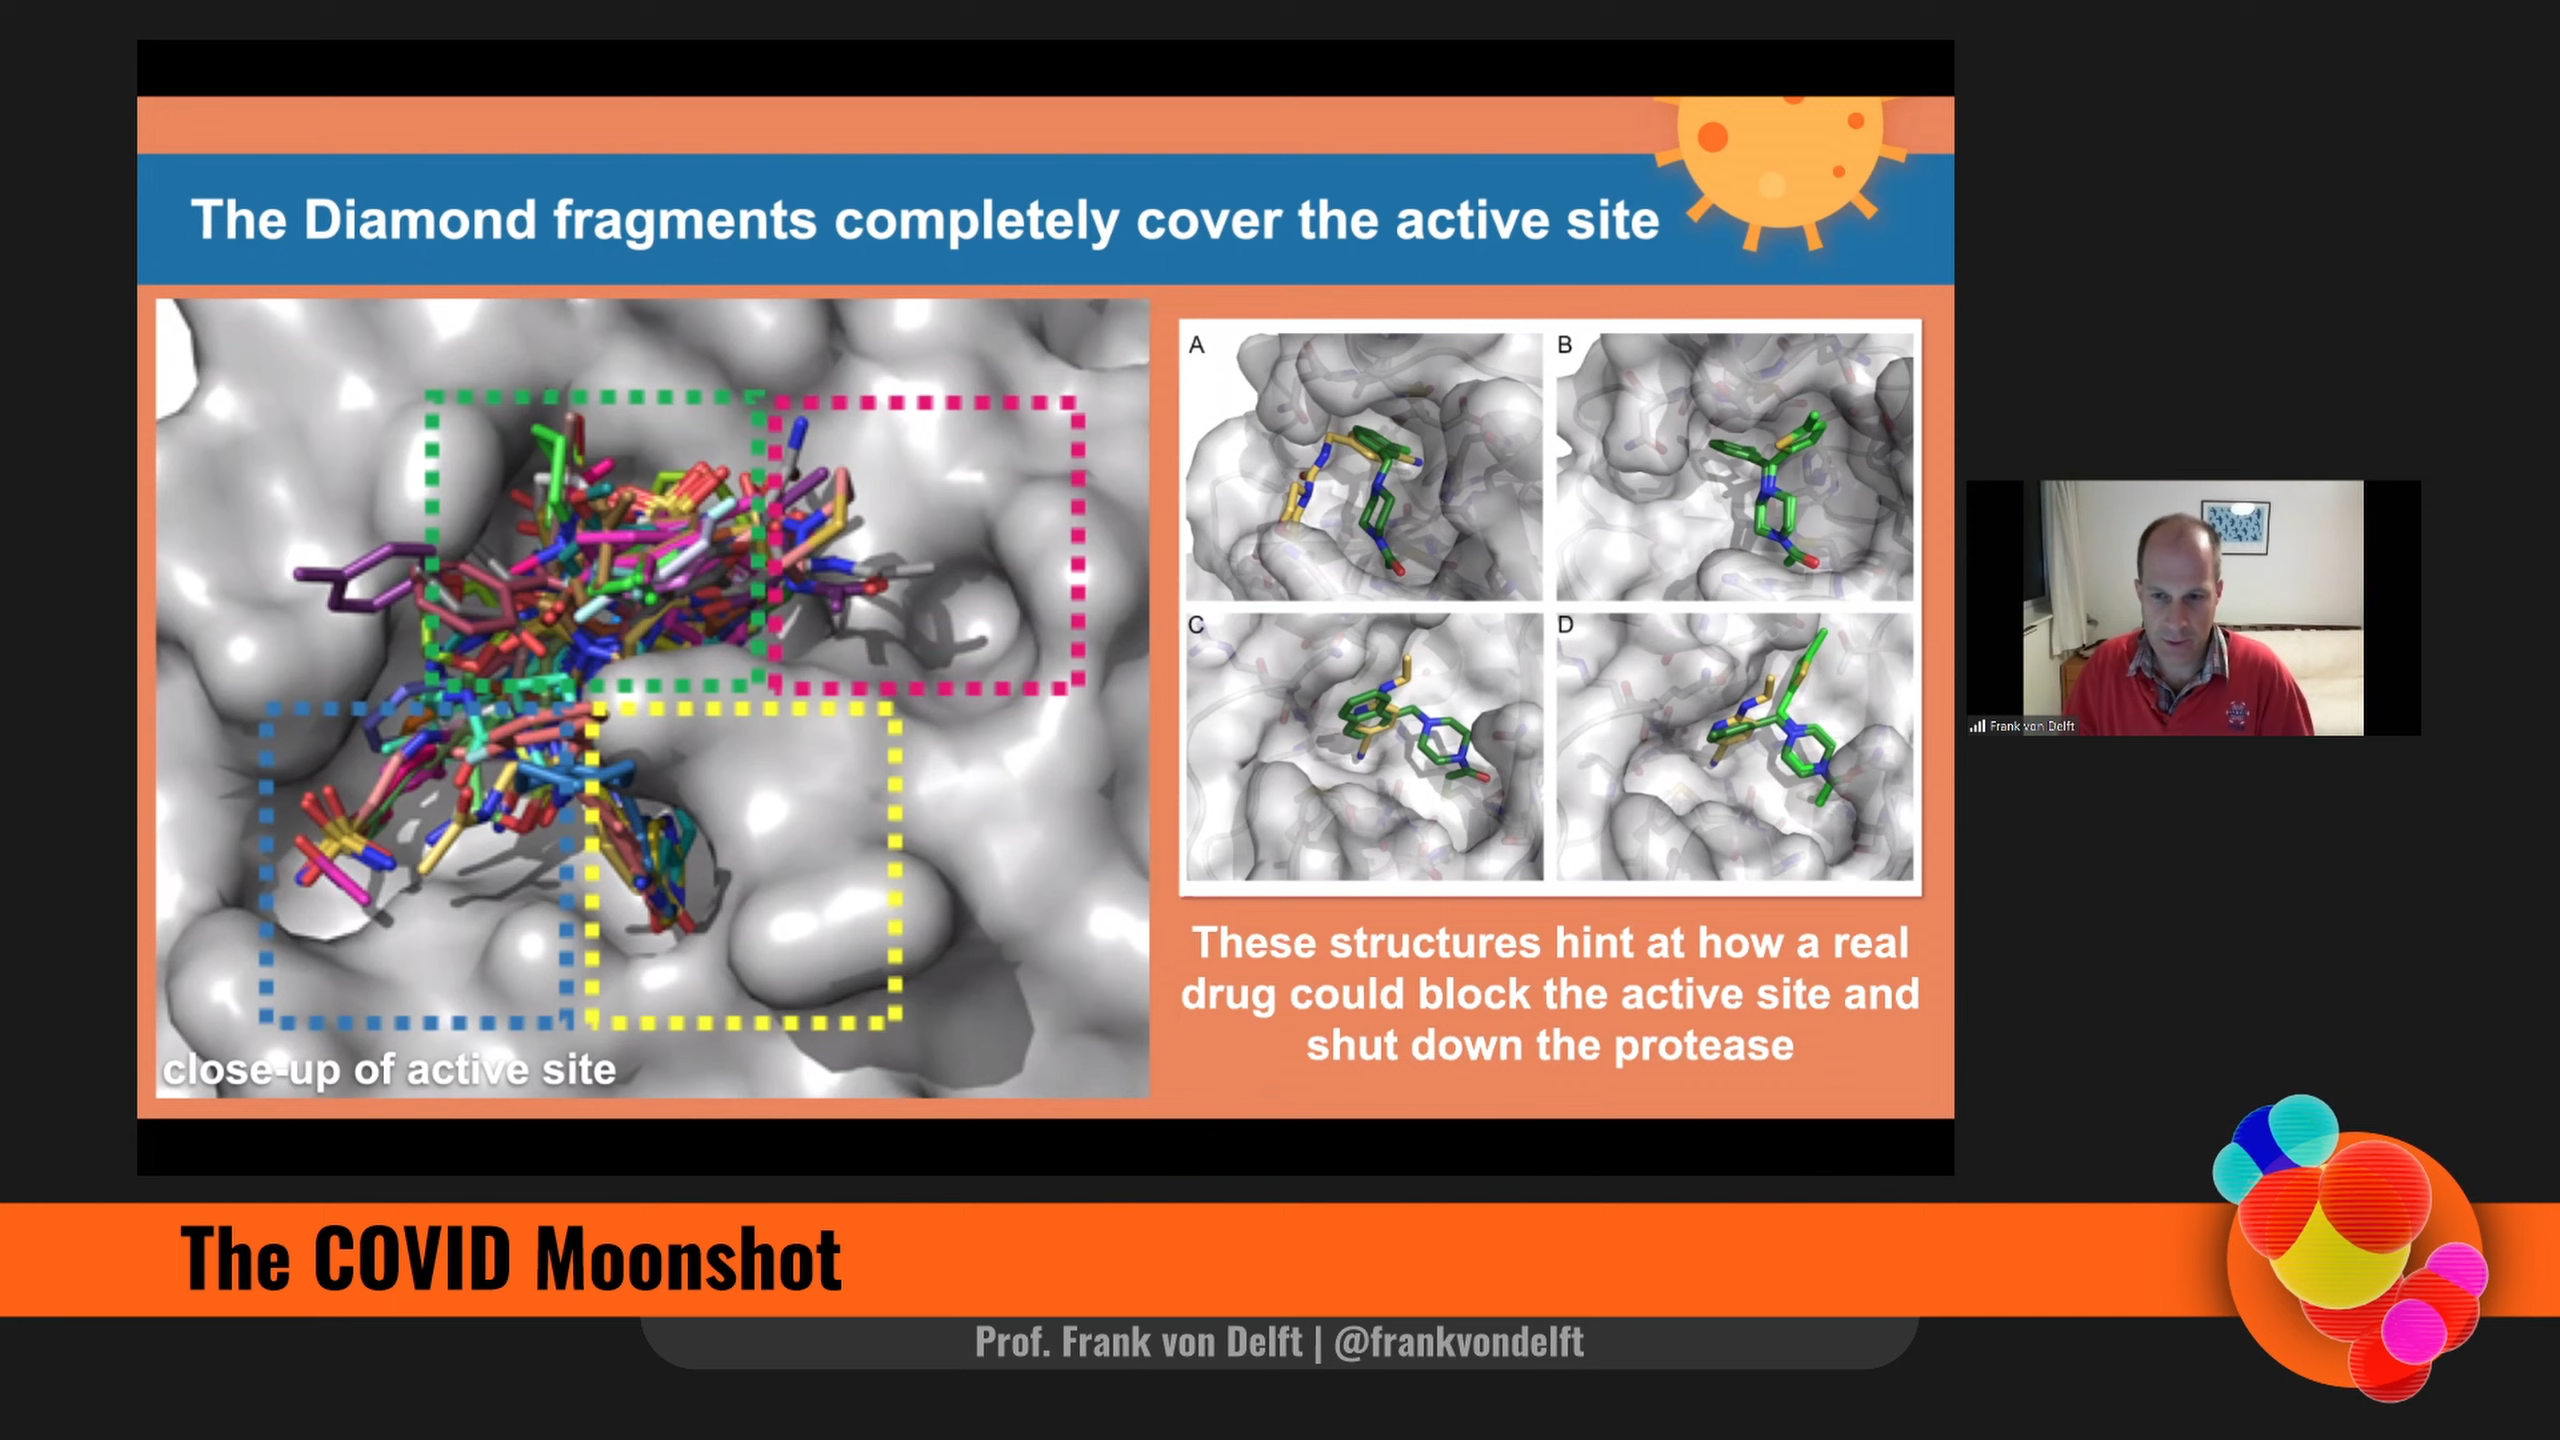 The Diamond fragments completely cover the active site
close-up of active site
A
B
C
D
These structures hint at how a real
drug could block the active site and
shut down the protease
Frank von Delft
The COVID Moonshot
Prof. Frank von Delft | @frankvondelft